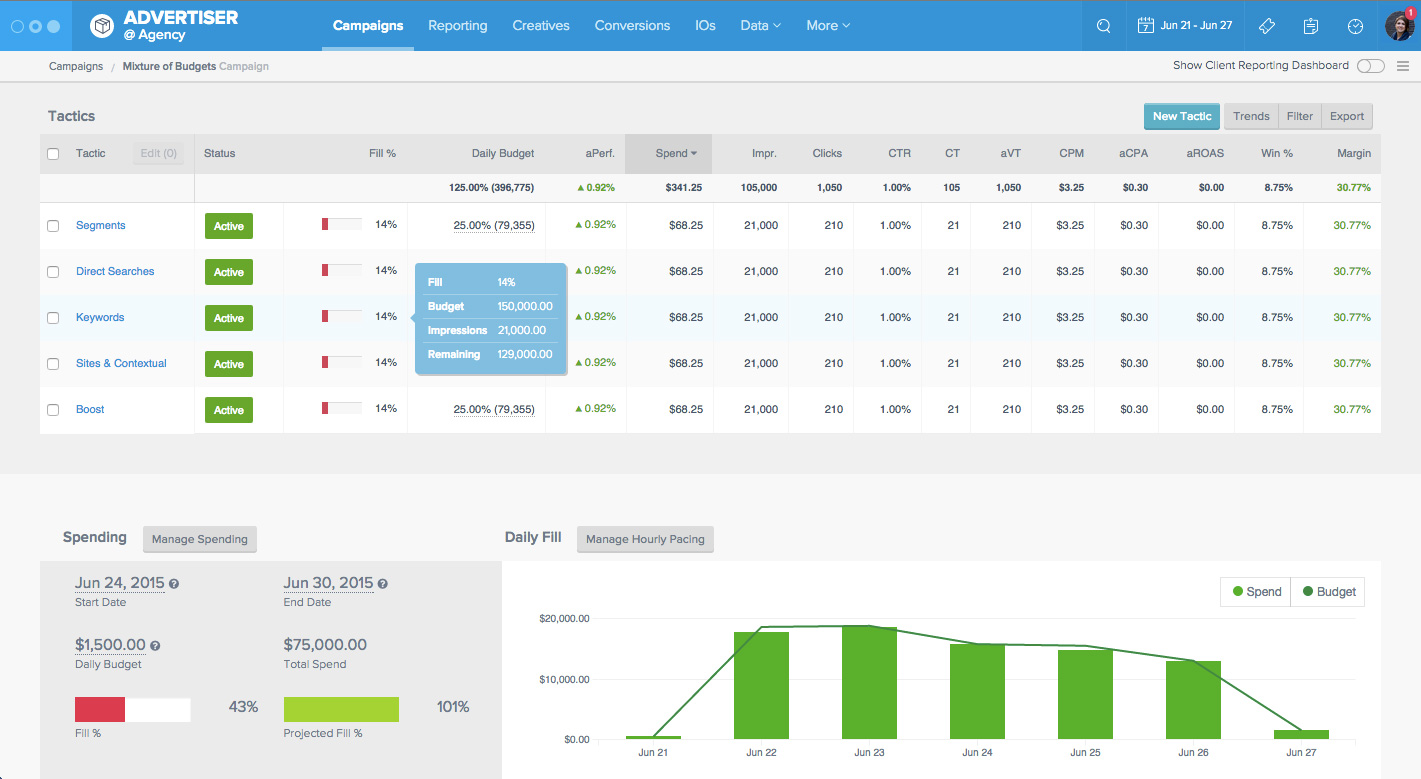 ADVERTISER
@ Agency
Campaigns Reporting Creatives Conversions IOs Data More
7 Jun 21 - Jun 27
1
Campaigns / Mixture of Budgets Campaign
Show Client Reporting Dashboard
Tactics
New Tactic Trends Filter Export
Tactic Edit (0) Status Fill % Daily Budget aPerf. Spend Impr. Clicks CTR CT aVT CPM aCPA aROAS Win % Margin
125.00% (396,775) 0.92% $341.25 105,000 1,050 1.00% 105 1,050 $3.25 $0.30 $0.00 8.75% 30.77%
Segments Active 14% 25.00% (79,355) 0.92% $68.25 21,000 210 1.00% 21 210 $3.25 $0.30 $0.00 8.75% 30.77%
Direct Searches Active 14% 0.92% $68.25 21,000 210 1.00% 21 210 $3.25 $0.30 $0.00 8.75% 30.77%
Keywords Active 14% 0.92% $68.25 21,000 210 1.00% 21 210 $3.25 $0.30 $0.00 8.75% 30.77%
Sites & Contextual Active 14% 0.92% $68.25 21,000 210 1.00% 21 210 $3.25 $0.30 $0.00 8.75% 30.77%
Boost Active 14% 25.00% (79,355) 0.92% $68.25 21,000 210 1.00% 21 210 $3.25 $0.30 $0.00 8.75% 30.77%
Fill 14%
Budget 150,000.00
Impressions 21,000.00
Remaining 129,000.00
Spending Manage Spending
Jun 24, 2015 ? Jun 30, 2015 ?
Start Date End Date
$1,500.00 ? $75,000.00
Daily Budget Total Spend
43% 101%
Fill % Projected Fill %
Daily Fill Manage Hourly Pacing
Spend Budget
$20,000.00
$10,000.00
$0.00
Jun 21 Jun 22 Jun 23 Jun 24 Jun 25 Jun 26 Jun 27